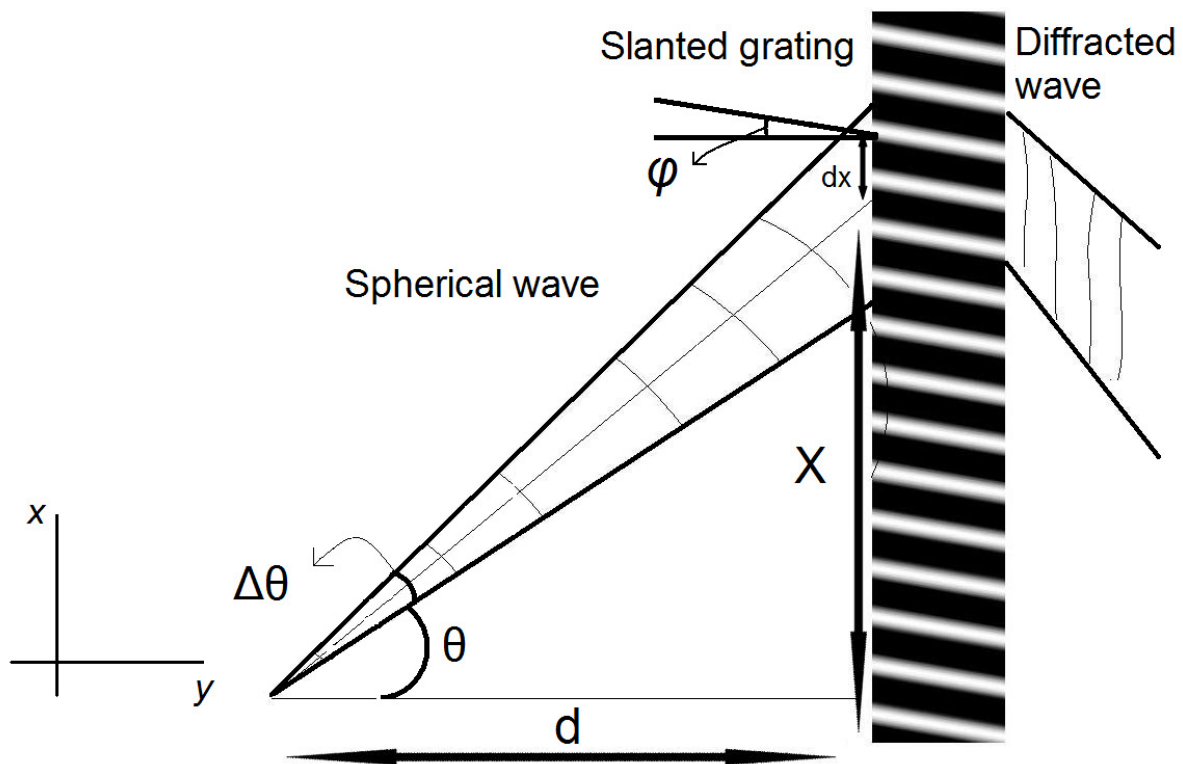 Slanted grating
Diffracted
wave
φ
dx
Spherical wave
X
x
Δθ
θ
y
d